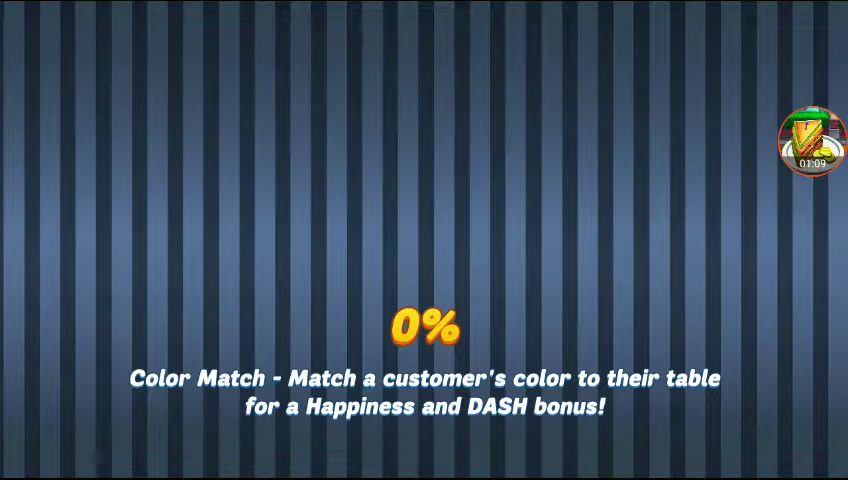 01:09
0%
Color Match - Match a customer's color to their table
for a Happiness and DASH bonus!